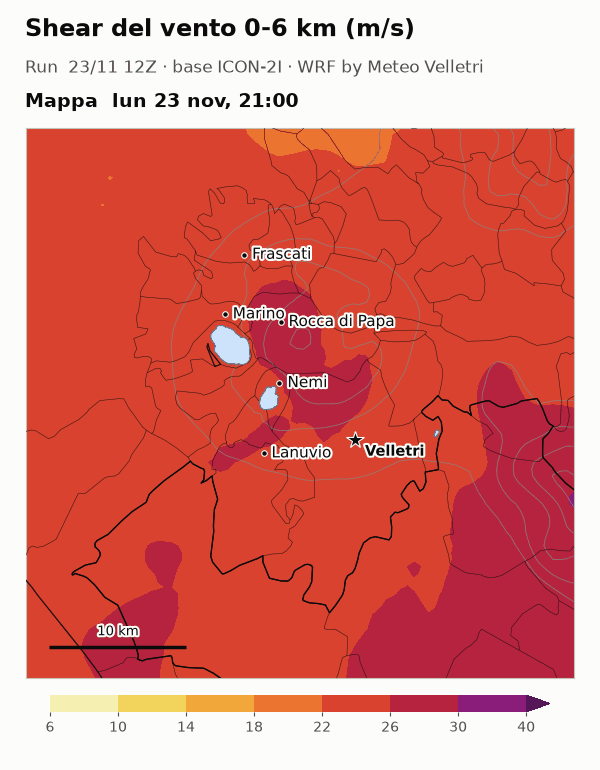 Shear del vento 0-6 km (m/s)
Run  23/11 12Z · base ICON-2I · WRF by Meteo Velletri
Mappa  lun 23 nov, 21:00
Frascati
Marino
Rocca di Papa
Nemi
Velletri
Lanuvio
10 km
6 10 14 18 22 26 30 40